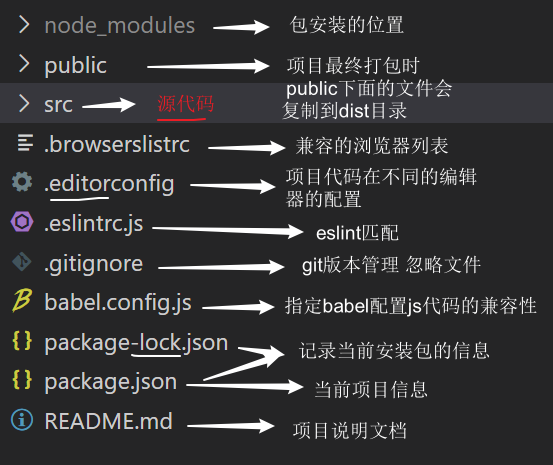 node_modules 包安装的位置
public 项目最终打包时
public下面的文件会
src 源代码 复制到dist目录
.browserslistrc 兼容的浏览器列表
.editorconfig 项目代码在不同的编辑
器的配置
.eslintrc.js eslint匹配
.gitignore git版本管理 忽略文件
babel.config.js 指定babel配置js代码的兼容性
package-lock.json 记录当前安装包的信息
package.json 当前项目信息
README.md 项目说明文档